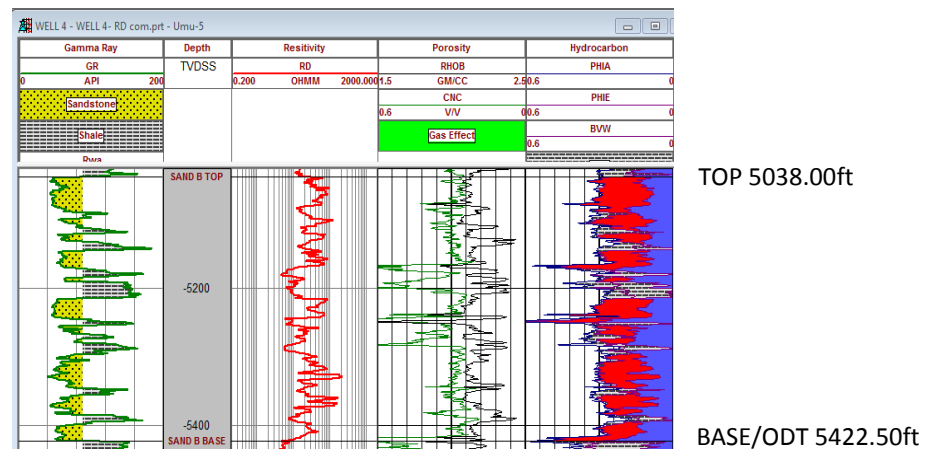 WELL 4 - WELL 4- RD com.prt - Umu-5
Gamma Ray Depth Resitivity Porosity Hydrocarbon
GR TVDSS RD RHOB PHIA
0 API 200 0.200 OHMM 2000.000 1.5 GM/CC 2.5 0.6 0
Sandstone CNC PHIE
0.6 V/V 0 0.6 0
Shale Gas Effect BVW
0.6 0
Rwa
SAND B TOP TOP 5038.00ft
-5200
-5400
SAND B BASE BASE/ODT 5422.50ft